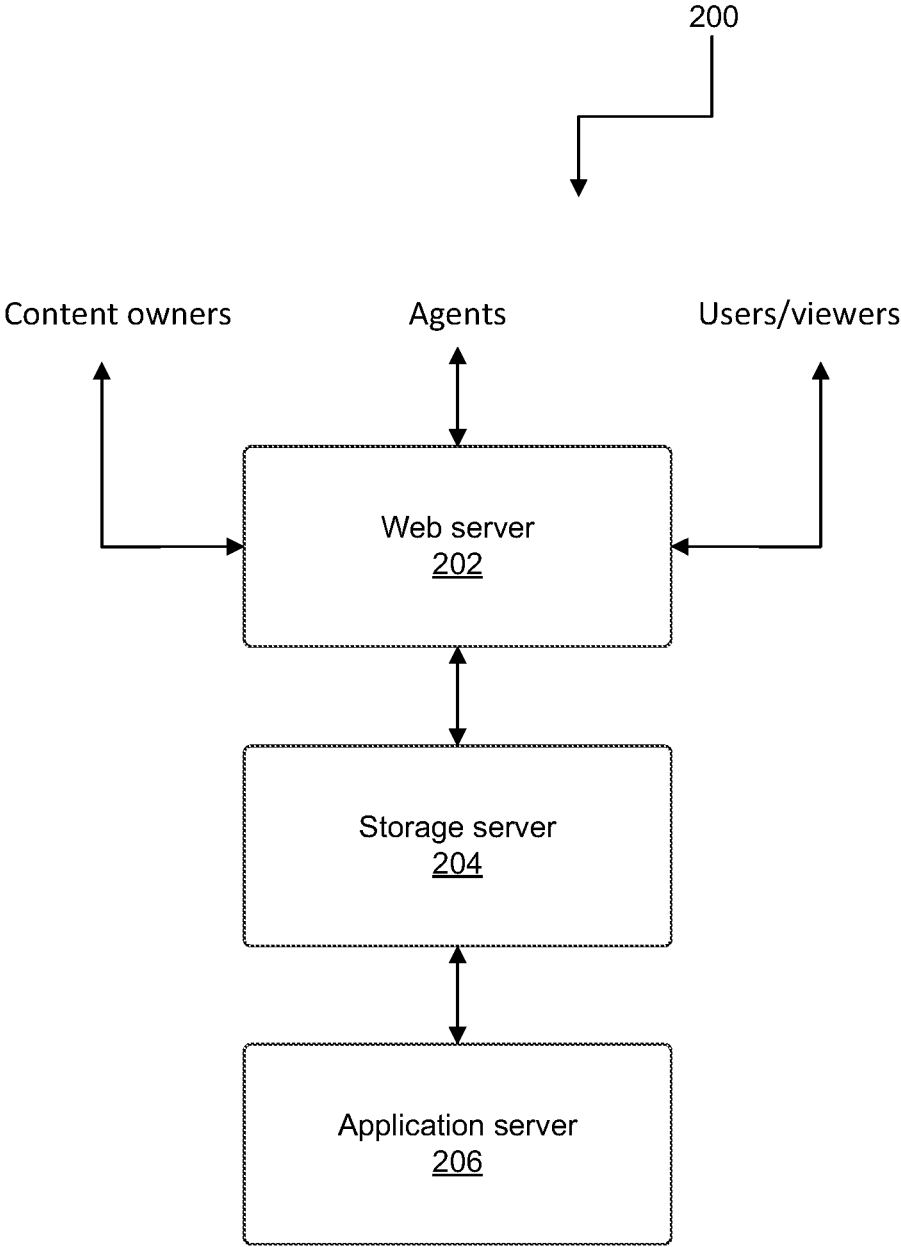 200
Content owners
Agents
Users/viewers
Web server
202
Storage server
204
Application server
206